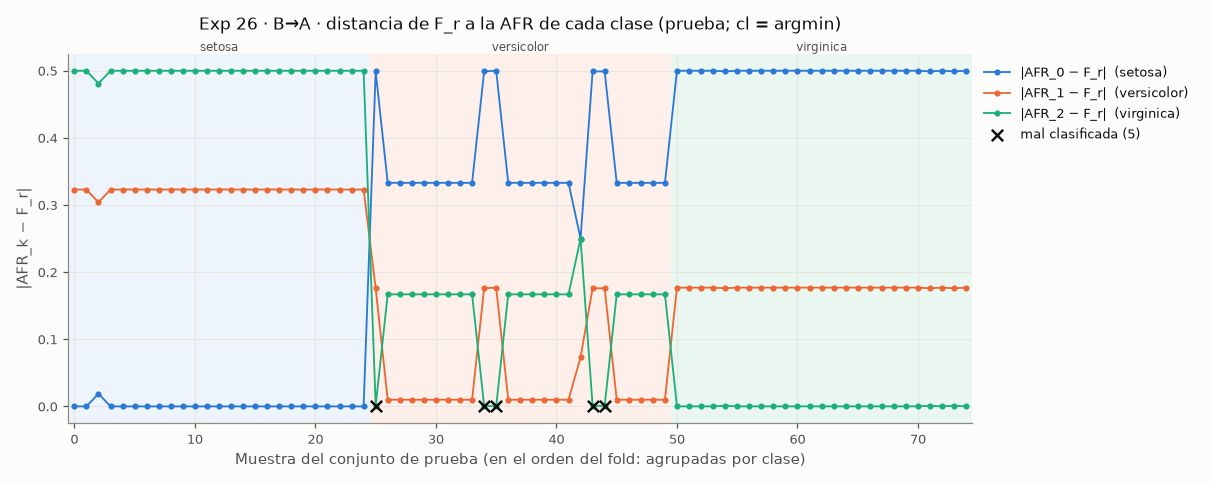 Exp 26 · B→A · distancia de F_r a la AFR de cada clase (prueba; cl = argmin)
setosa versicolor virginica
|AFR_0 − F_r| (setosa)
|AFR_1 − F_r| (versicolor)
|AFR_2 − F_r| (virginica)
mal clasificada (5)
|AFR_k − F_r|
0.5
0.4
0.3
0.2
0.1
0.0
0 10 20 30 40 50 60 70
Muestra del conjunto de prueba (en el orden del fold: agrupadas por clase)